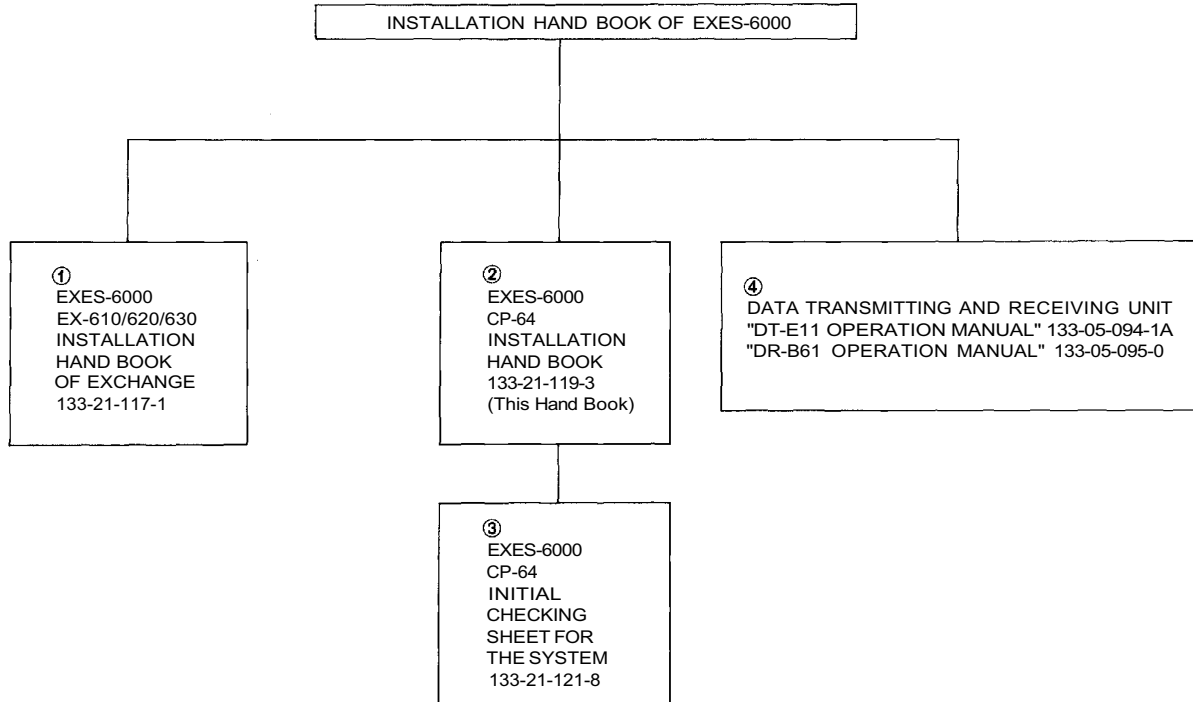 INSTALLATION HAND BOOK OF EXES-6000
①
EXES-6000
EX-610/620/630
INSTALLATION
HAND BOOK
OF EXCHANGE
133-21-117-1
②
EXES-6000
CP-64
INSTALLATION
HAND BOOK
133-21-119-3
(This Hand Book)
④
DATA TRANSMITTING AND RECEIVING UNIT
"DT-E11 OPERATION MANUAL" 133-05-094-1A
"DR-B61 OPERATION MANUAL" 133-05-095-0
③
EXES-6000
CP-64
INITIAL
CHECKING
SHEET FOR
THE SYSTEM
133-21-121-8